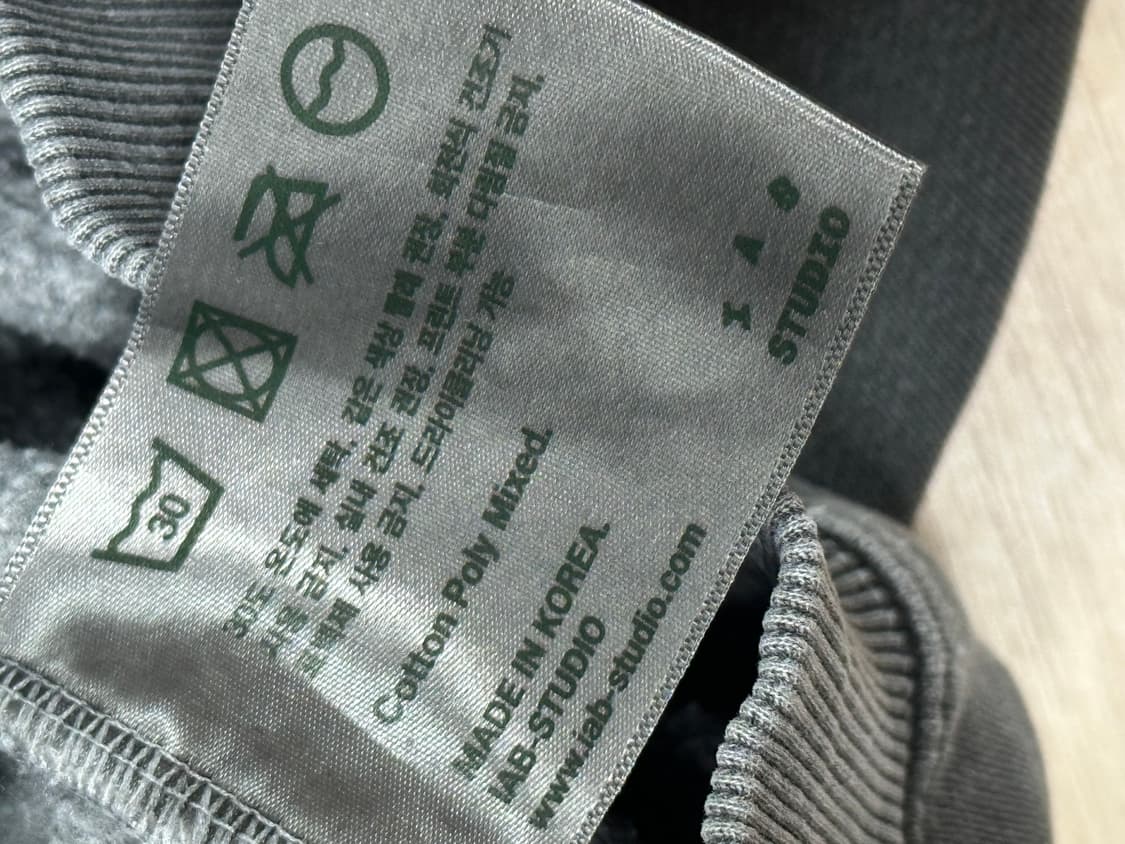 30
30도 온도에 세탁, 같은 색상 권장, 회전식 건조기
사용 금지, 실내 건조 권장, 프린트 부분 다림질 금지,
표백제 사용 금지, 드라이클리닝 가능
Cotton Poly Mixed.
MADE IN KOREA.
IAB-STUDIO
www.iab-studio.com
I A B
STUDIO